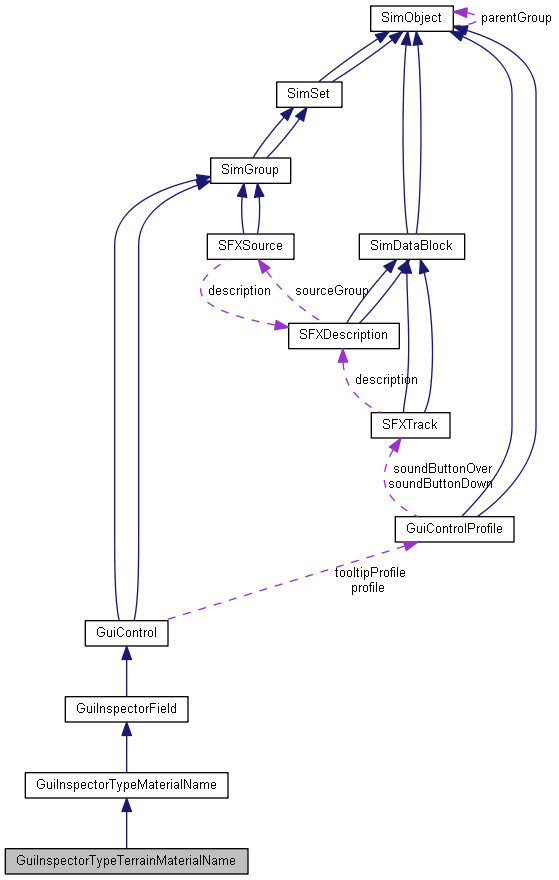 SimObject
parentGroup
SimSet
SimGroup
SFXSource
SimDataBlock
description
sourceGroup
SFXDescription
description
SFXTrack
soundButtonOver
soundButtonDown
GuiControlProfile
tooltipProfile
profile
GuiControl
GuiInspectorField
GuiInspectorTypeMaterialName
GuiInspectorTypeTerrainMaterialName